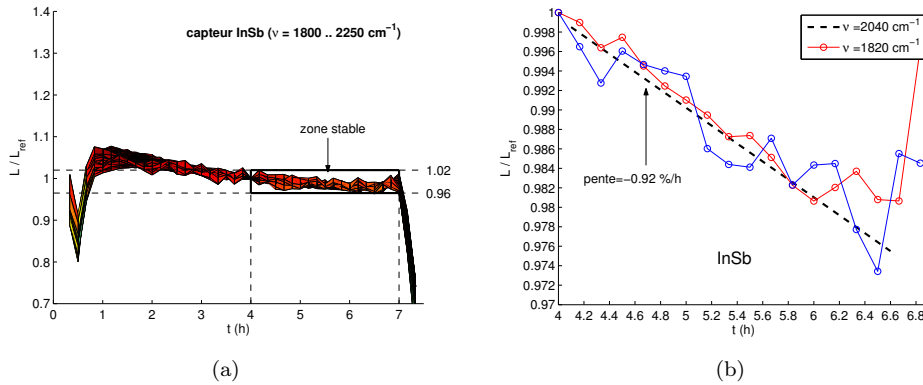 capteur InSb (ν = 1800 .. 2250 cm⁻¹)
zone stable
1.02
0.96
L / L_ref
1.4
1.3
1.2
1.1
1
0.9
0.8
0.7
0 1 2 3 4 5 6 7
t (h)
(a)
ν =2040 cm⁻¹
ν =1820 cm⁻¹
pente=−0.92 %/h
InSb
L / L_ref
1
0.998
0.996
0.994
0.992
0.99
0.988
0.986
0.984
0.982
0.98
0.978
0.976
0.974
0.972
0.97
4 4.2 4.4 4.6 4.8 5 5.2 5.4 5.6 5.8 6 6.2 6.4 6.6 6.8
t (h)
(b)